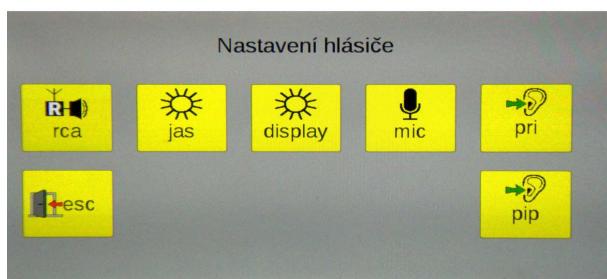 Nastavení hlásiče
R
rca
jas
display
mic
pri
esc
pip